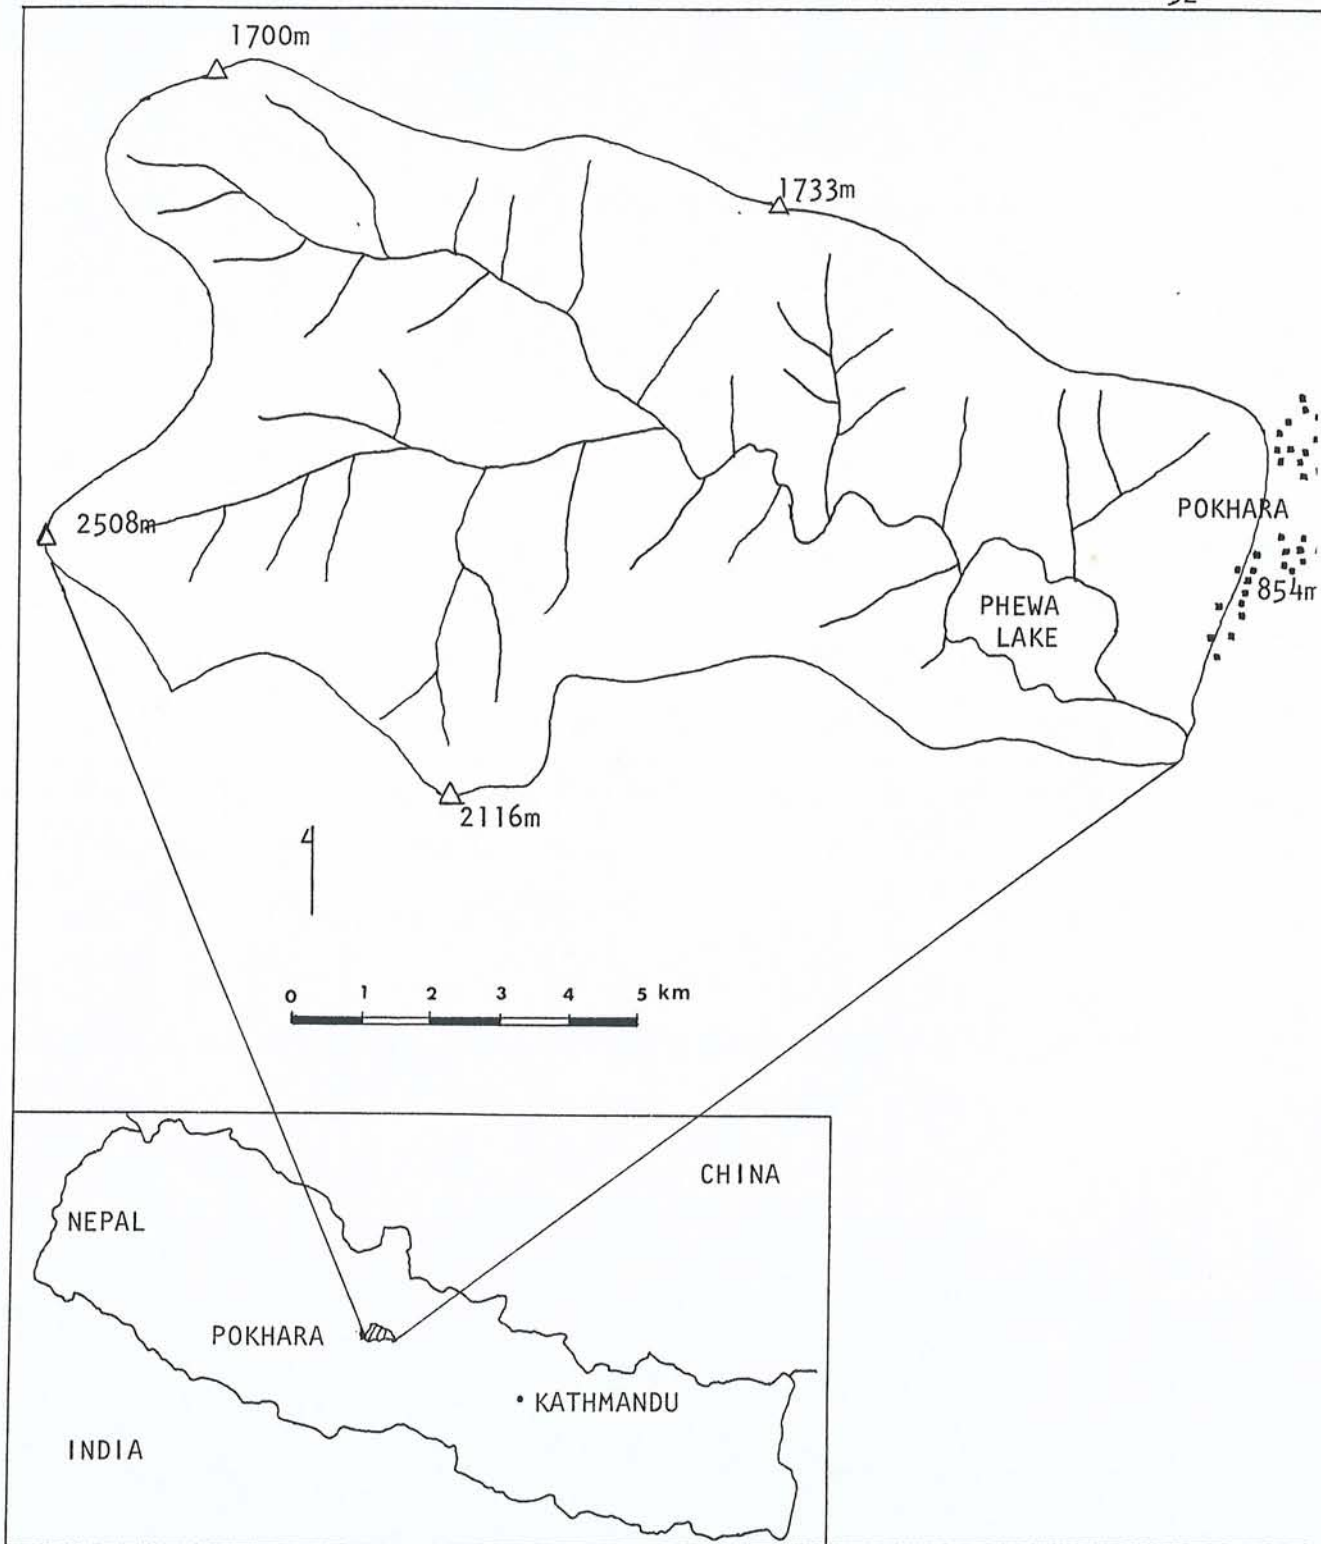 1700m
1733m
2508m
POKHARA
854m
PHEWA
LAKE
2116m
0 1 2 3 4 5 km
CHINA
NEPAL
POKHARA
KATHMANDU
INDIA